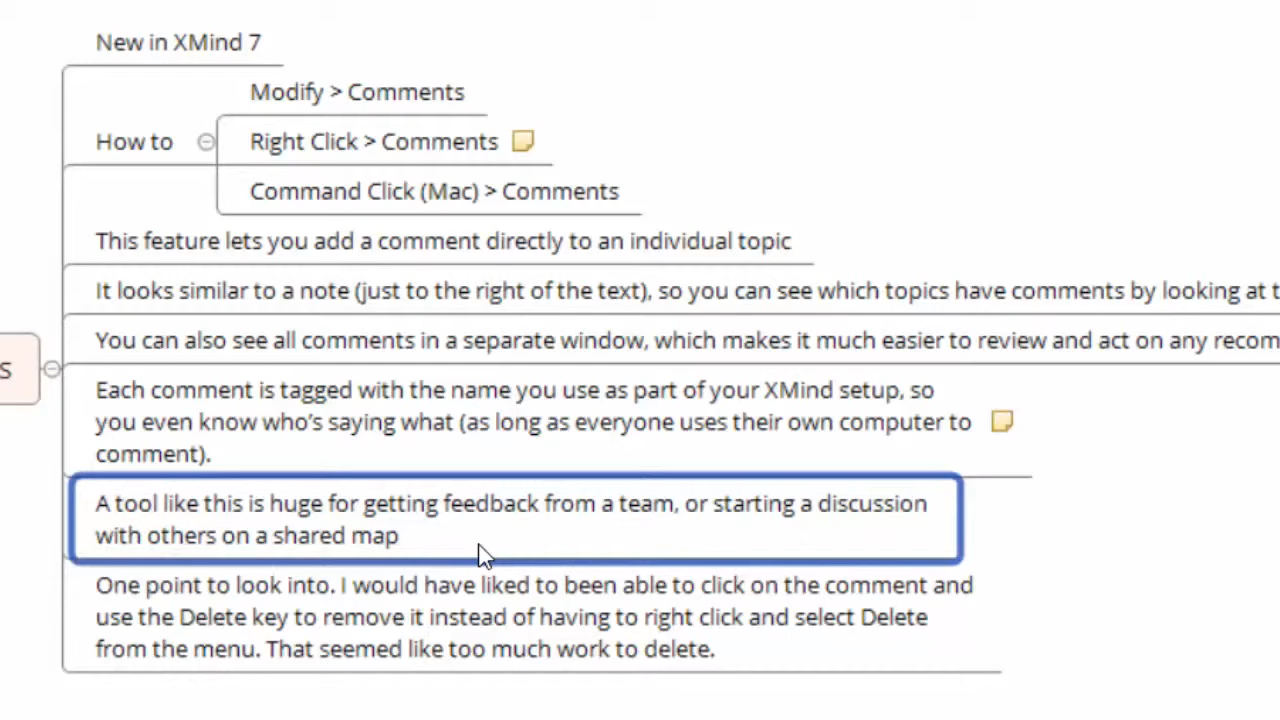 New in XMind 7
Modify > Comments
How to
Right Click > Comments
Command Click (Mac) > Comments
This feature lets you add a comment directly to an individual topic
It looks similar to a note (just to the right of the text), so you can see which topics have comments by looking at
S
You can also see all comments in a separate window, which makes it much easier to review and act on any
Each comment is tagged with the name you use as part of your XMind setup, so
you even know who’s saying what (as long as everyone uses their own computer to
comment).
A tool like this is huge for getting feedback from a team, or starting a discussion
with others on a shared map
One point to look into. I would have liked to been able to click on the comment and
use the Delete key to remove it instead of having to right click and select Delete
from the menu. That seemed like too much work to delete.